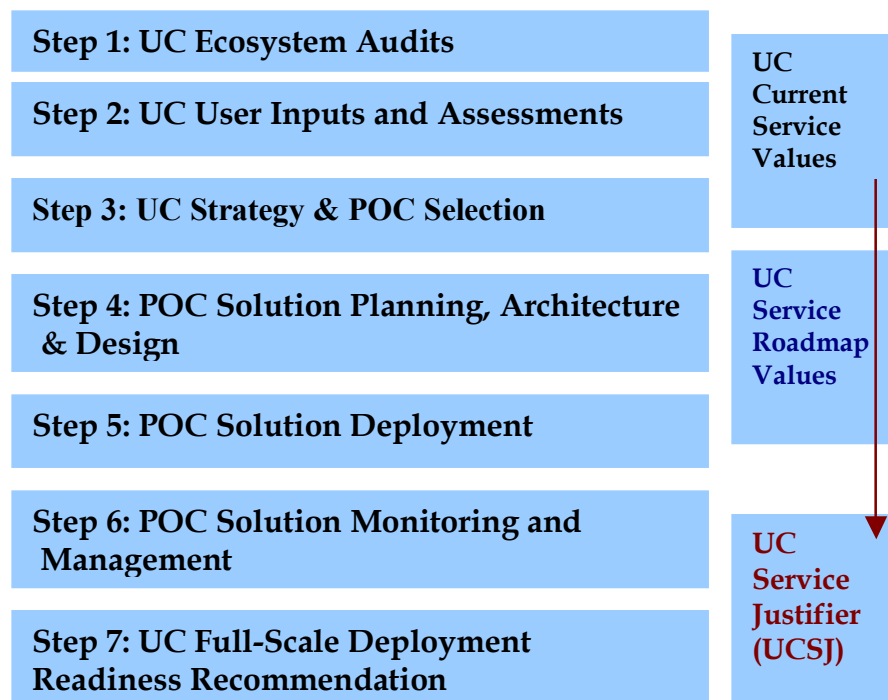 Step 1: UC Ecosystem Audits
Step 2: UC User Inputs and Assessments
Step 3: UC Strategy & POC Selection
Step 4: POC Solution Planning, Architecture
& Design
Step 5: POC Solution Deployment
Step 6: POC Solution Monitoring and
Management
Step 7: UC Full-Scale Deployment
Readiness Recommendation
UC
Current
Service
Values
UC
Service
Roadmap
Values
UC
Service
Justifier
(UCSJ)